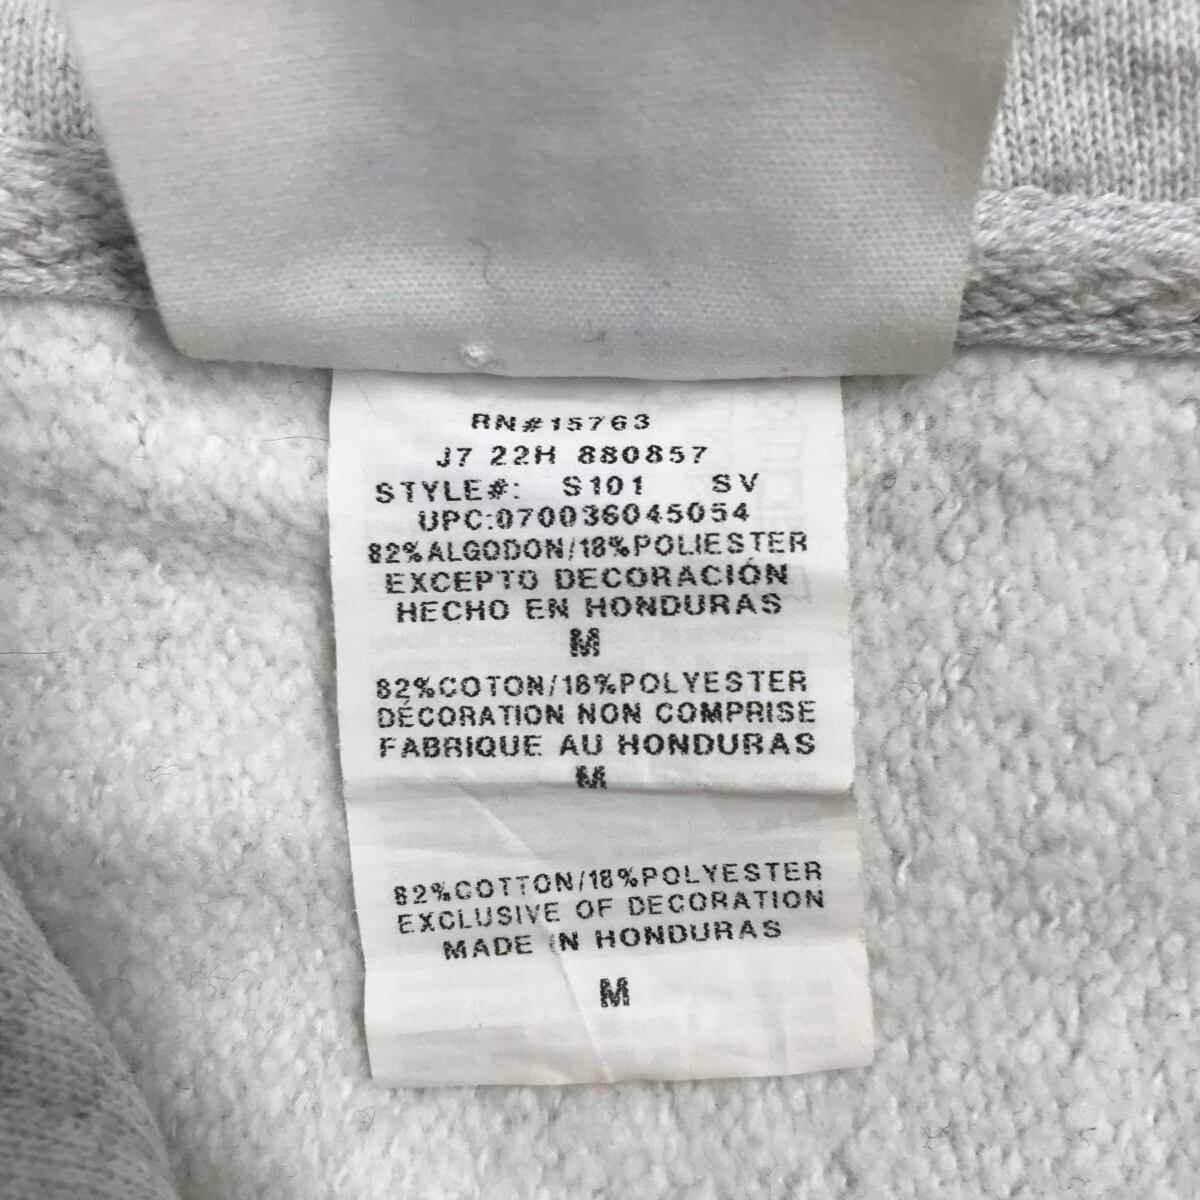 RN#15763
J7 22H 880857
STYLE#: S101 SV
UPC:070036045054
82%ALGODON/18%POLIESTER
EXCEPTO DECORACIÓN
HECHO EN HONDURAS
M
82%COTON/18%POLYESTER
DÉCORATION NON COMPRISE
FABRIQUE AU HONDURAS
M
82%COTTON/18%POLYESTER
EXCLUSIVE OF DECORATION
MADE IN HONDURAS
M